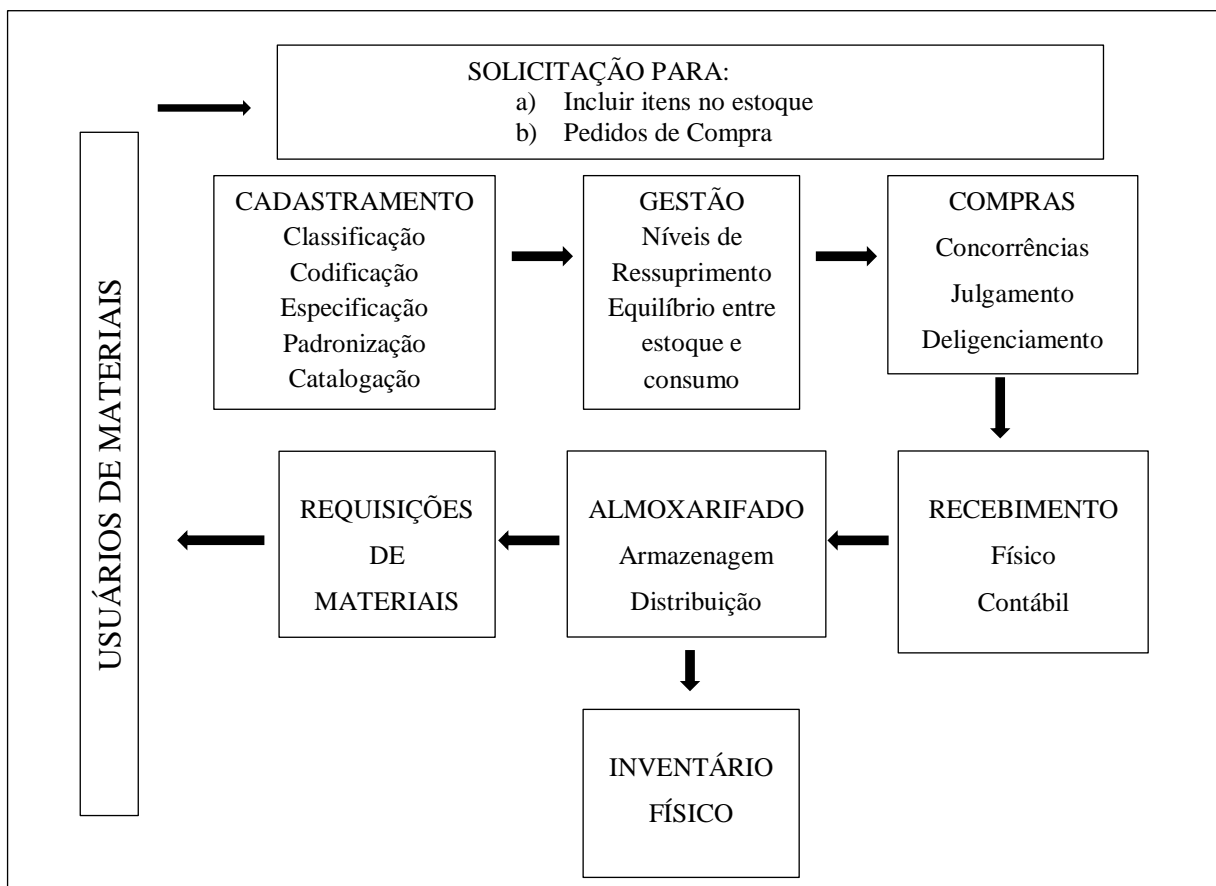 SOLICITAÇÃO PARA:
a) Incluir itens no estoque
b) Pedidos de Compra
USUÁRIOS DE MATERIAIS
CADASTRAMENTO
Classificação
Codificação
Especificação
Padronização
Catalogação
GESTÃO
Níveis de
Ressuprimento
Equilíbrio entre
estoque e
consumo
COMPRAS
Concorrências
Julgamento
Deligenciamento
REQUISIÇÕES
DE
MATERIAIS
ALMOXARIFADO
Armazenagem
Distribuição
RECEBIMENTO
Físico
Contábil
INVENTÁRIO
FÍSICO